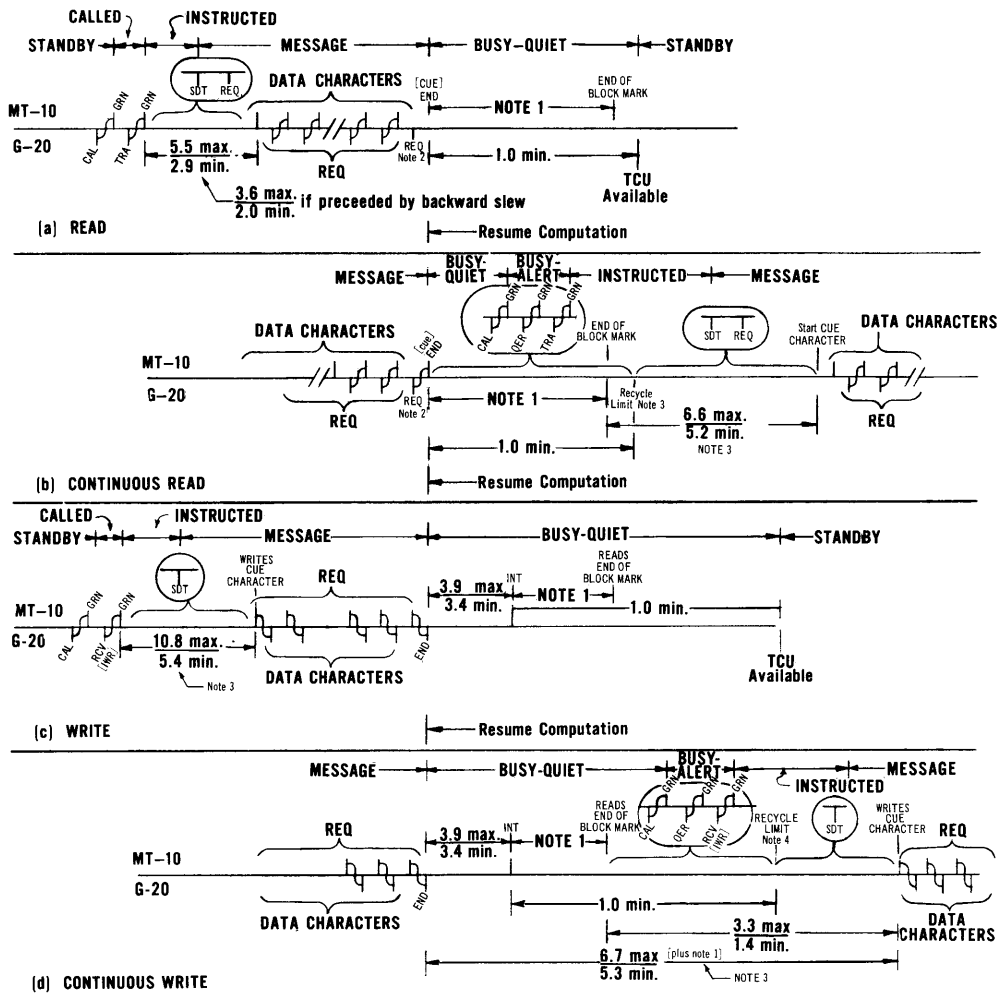 CALLED INSTRUCTED
STANDBY MESSAGE BUSY-QUIET STANDBY
SDT REQ
DATA CHARACTERS
[CUE]
END
END OF
BLOCK MARK
NOTE 1
MT-10
GRN GRN
G-20
CAL TRA
5.5 max.
2.9 min.
REQ
REQ
Note 2
1.0 min.
TCU
Available
3.6 max.
2.0 min.
if preceeded by backward slew
(a) READ
Resume Computation
MESSAGE BUSY-QUIET BUSY-ALERT INSTRUCTED MESSAGE
GRN GRN GRN
CAL QER TRA
DATA CHARACTERS
[CUE]
END
END OF
BLOCK MARK
SDT REQ
Start CUE
CHARACTER
DATA CHARACTERS
MT-10
G-20
REQ
REQ
Note 2
NOTE 1
Recycle
Limit Note 3
6.6 max.
5.2 min.
NOTE 3
REQ
1.0 min.
(b) CONTINUOUS READ
Resume Computation
CALLED INSTRUCTED
STANDBY MESSAGE BUSY-QUIET STANDBY
SDT
WRITES
CUE
CHARACTER
REQ
3.9 max
3.4 min.
INT
NOTE 1
READS
END OF
BLOCK MARK
1.0 min.
MT-10
GRN GRN
G-20
CAL RCV
[IWR]
10.8 max.
5.4 min.
Note 3
DATA CHARACTERS
END
TCU
Available
(c) WRITE
Resume Computation
MESSAGE BUSY-QUIET BUSY-ALERT INSTRUCTED MESSAGE
GRN GRN GRN
CAL OER RCV
[IWR]
REQ
3.9 max.
3.4 min.
INT
NOTE 1
READS
END OF
BLOCK MARK
RECYCLE
LIMIT
Note 4
SDT
WRITES
CUE
CHARACTER
REQ
MT-10
G-20
DATA CHARACTERS
END
1.0 min.
DATA
CHARACTERS
3.3 max
1.4 min.
6.7 max [plus note 1]
5.3 min.
NOTE 3
(d) CONTINUOUS WRITE